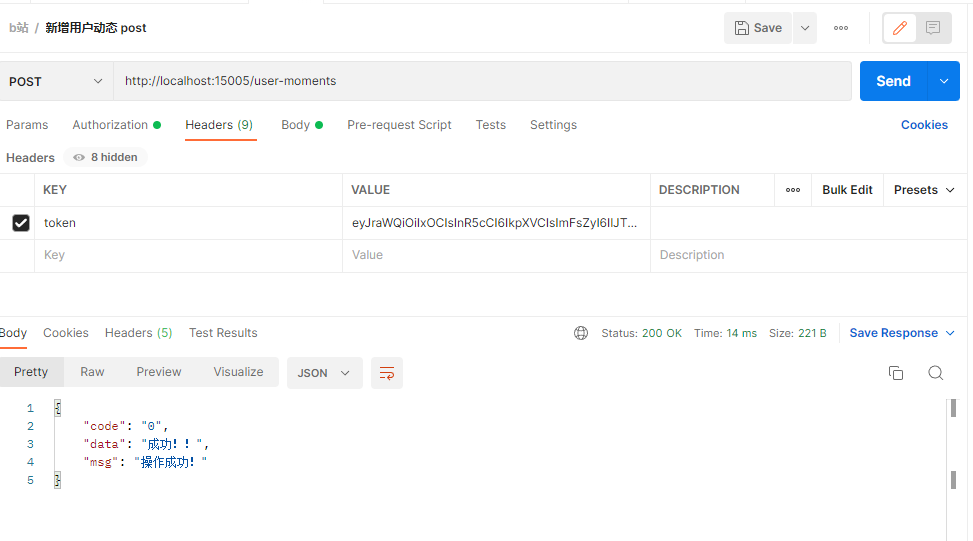 b站 / 新增用户动态 post
Save
POST
http://localhost:15005/user-moments
Send
Params Authorization Headers (9) Body Pre-request Script Tests Settings Cookies
Headers 8 hidden
KEY VALUE DESCRIPTION Bulk Edit Presets
token eyJraWQiOiIxOCIsInR5cCI6IkpXVCIsImFsZyI6IlJT...
Key Value Description
Body Cookies Headers (5) Test Results Status: 200 OK Time: 14 ms Size: 221 B Save Response
Pretty Raw Preview Visualize JSON
1 {
2 "code": "0",
3 "data": "成功！！",
4 "msg": "操作成功！"
5 }